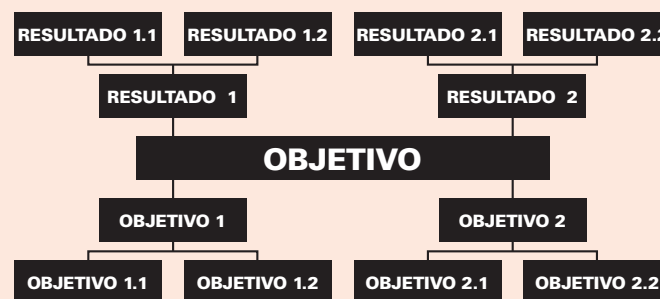 RESULTADO 1.1 RESULTADO 1.2 RESULTADO 2.1 RESULTADO 2.2
RESULTADO 1 RESULTADO 2
OBJETIVO
OBJETIVO 1 OBJETIVO 2
OBJETIVO 1.1 OBJETIVO 1.2 OBJETIVO 2.1 OBJETIVO 2.2